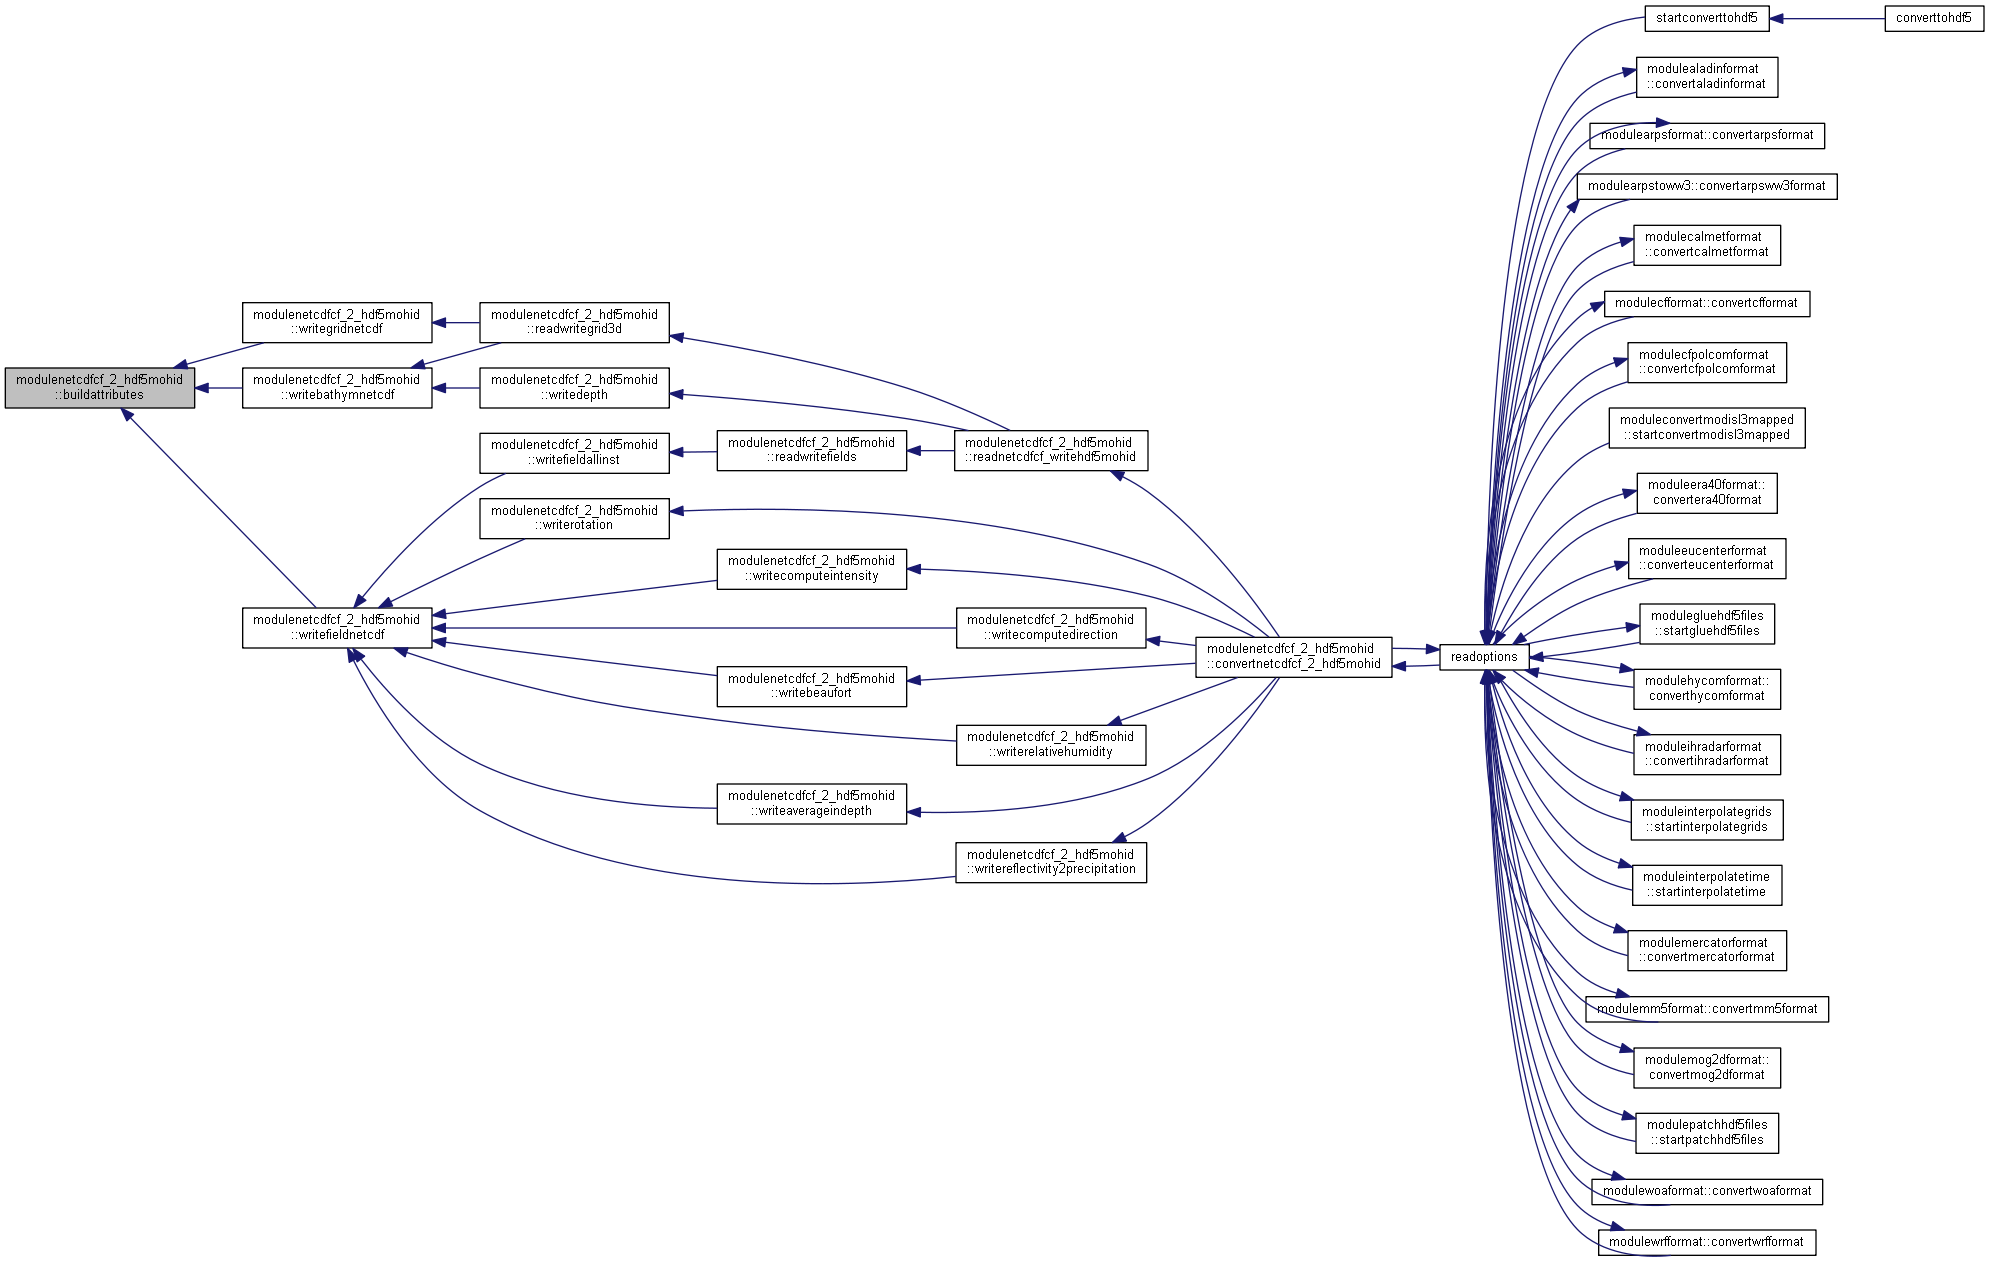 modulenetcdfcf_2_hdf5mohid
::buildattributes
modulenetcdfcf_2_hdf5mohid
::writegridnetcdf
modulenetcdfcf_2_hdf5mohid
::writebathymnetcdf
modulenetcdfcf_2_hdf5mohid
::writefieldnetcdf
modulenetcdfcf_2_hdf5mohid
::readwritegrid3d
modulenetcdfcf_2_hdf5mohid
::writedepth
modulenetcdfcf_2_hdf5mohid
::writefieldallinst
modulenetcdfcf_2_hdf5mohid
::writerotation
modulenetcdfcf_2_hdf5mohid
::readwritefields
modulenetcdfcf_2_hdf5mohid
::writecomputeintensity
modulenetcdfcf_2_hdf5mohid
::writebeaufort
modulenetcdfcf_2_hdf5mohid
::writeaverageindepth
modulenetcdfcf_2_hdf5mohid
::readnetcdfcf_writehdf5mohid
modulenetcdfcf_2_hdf5mohid
::writecomputedirection
modulenetcdfcf_2_hdf5mohid
::writerelativehumidity
modulenetcdfcf_2_hdf5mohid
::writereflectivity2precipitation
modulenetcdfcf_2_hdf5mohid
::convertnetcdfcf_2_hdf5mohid
readoptions
startconverttohdf5
converttohdf5
modulealadinformat
::convertaladinformat
modulearpsformat::convertarpsformat
modulearpstoww3::convertarpsww3format
modulecalmetformat
::convertcalmetformat
modulecfformat::convertcfformat
modulecfpolcomformat
::convertcfpolcomformat
moduleconvertmodisl3mapped
::startconvertmodisl3mapped
moduleera40format::
convertera40format
moduleeucenterformat
::converteucenterformat
modulegluehdf5files
::startgluehdf5files
modulehycomformat::
converthycomformat
moduleihradarformat
::convertihradarformat
moduleinterpolategrids
::startinterpolategrids
moduleinterpolatetime
::startinterpolatetime
modulemercatorformat
::convertmercatorformat
modulemm5format::convertmm5format
modulemog2dformat::
convertmog2dformat
modulepatchhdf5files
::startpatchhdf5files
modulewoaformat::convertwoaformat
modulewrfformat::convertwrfformat